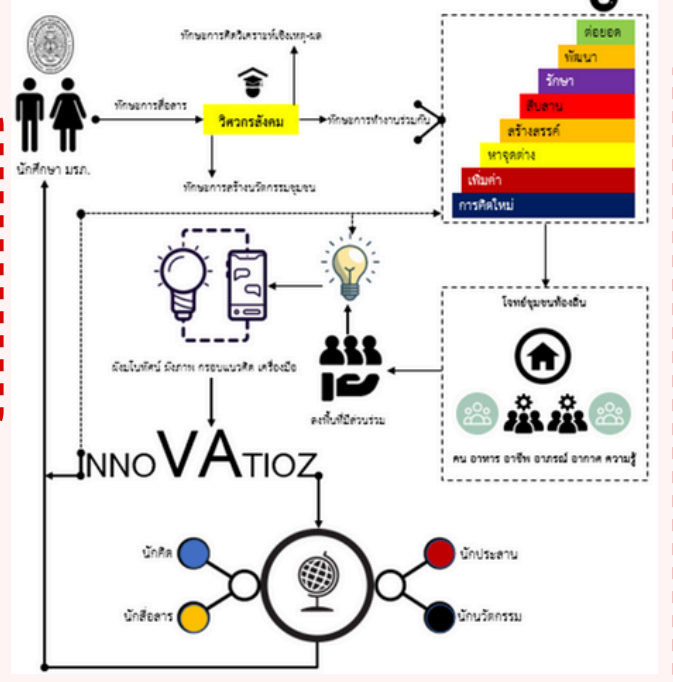 ต่อยอด
ทักษะการคิดวิเคราะห์เชิงเหตุ-ผล
พัฒนา
รักษา
ทักษะการสื่อสาร
สืบสาน
วิศวกรสังคม
ทักษะการทำงานร่วมกัน
สร้างสรรค์
หาจุดต่าง
นักศึกษา มรภ.
เพิ่มค่า
ทักษะการสร้างนวัตกรรมชุมชน
การคิดใหม่
โจทย์ชุมชนท้องถิ่น
ผังมโนทัศน์ ผังภาพ กรอบแนวคิด เครื่องมือ
ลงพื้นที่มีส่วนร่วม
คน อาหาร อาชีพ อาภรณ์ อากาศ ความรู้
INNOVATIOZ
นักคิด
นักประสาน
นักสื่อสาร
นักนวัตกรรม